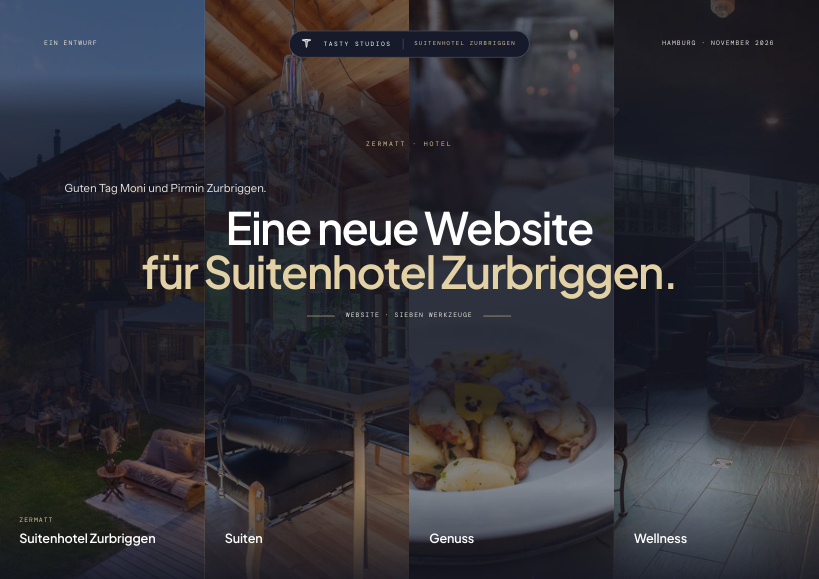 EIN ENTWURF
TASTY STUDIOS | SUITENHOTEL ZURBRIGGEN
HAMBURG · NOVEMBER 2026
ZERMATT · HOTEL
Guten Tag Moni und Pirmin Zurbriggen.
Eine neue Website
für Suitenhotel Zurbriggen.
WEBSITE · SIEBEN WERKZEUGE
ZERMATT
Suitenhotel Zurbriggen
Suiten
Genuss
Wellness